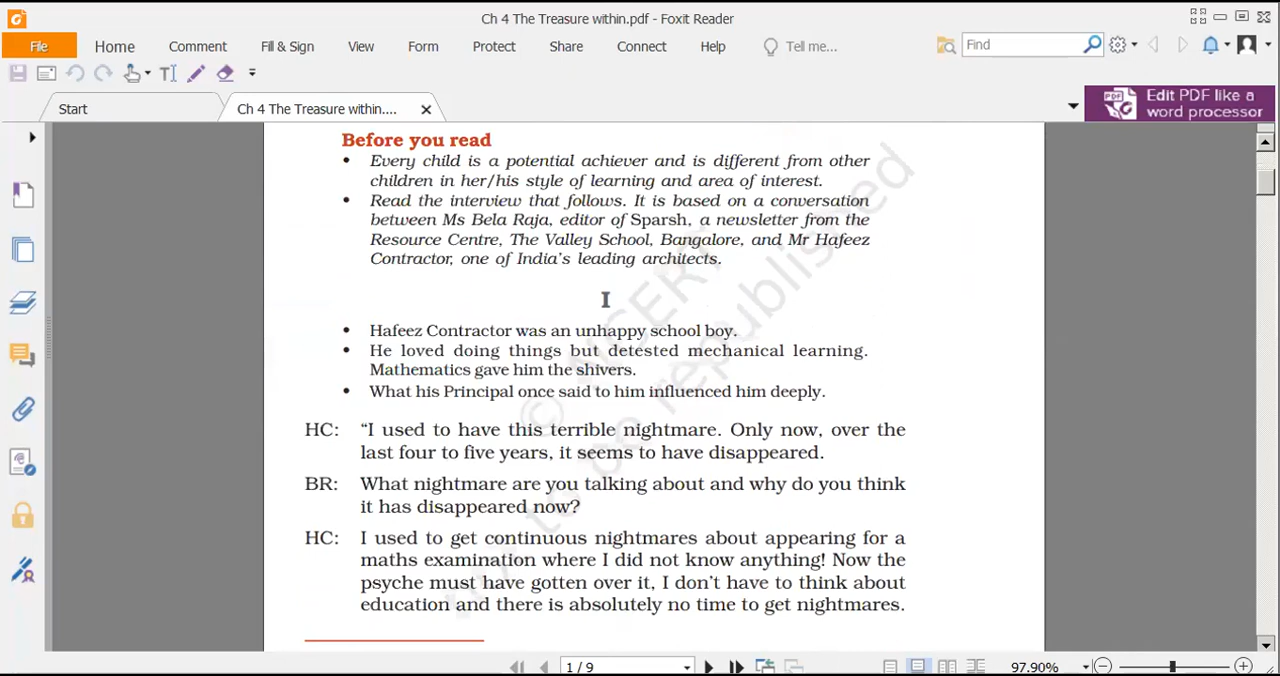 Ch 4 The Treasure within.pdf - Foxit Reader
File Home Comment Fill & Sign View Form Protect Share Connect Help Tell me... Find
Start Ch 4 The Treasure within.... Edit PDF like a
word processor
Before you read
• Every child is a potential achiever and is different from other
children in her/his style of learning and area of interest.
• Read the interview that follows. It is based on a conversation
between Ms Bela Raja, editor of Sparsh, a newsletter from the
Resource Centre, The Valley School, Bangalore, and Mr Hafeez
Contractor, one of India's leading architects.
I
• Hafeez Contractor was an unhappy school boy.
• He loved doing things but detested mechanical learning.
Mathematics gave him the shivers.
• What his Principal once said to him influenced him deeply.
HC: “I used to have this terrible nightmare. Only now, over the
last four to five years, it seems to have disappeared.
BR: What nightmare are you talking about and why do you think
it has disappeared now?
HC: I used to get continuous nightmares about appearing for a
maths examination where I did not know anything! Now the
psyche must have gotten over it, I don't have to think about
education and there is absolutely no time to get nightmares.
© NCERT
be republished
1 / 9 97.90%